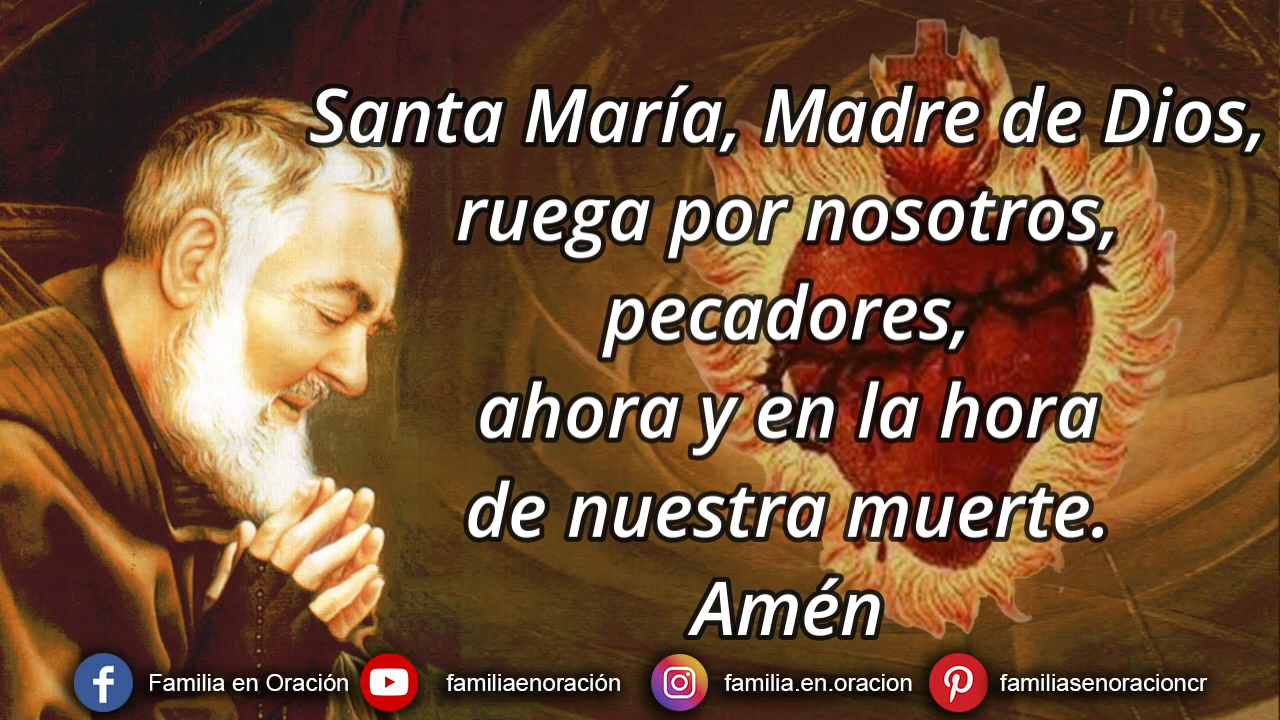 Santa María, Madre de Dios,
ruega por nosotros,
pecadores,
ahora y en la hora
de nuestra muerte.
Amén
Familia en Oración
familiaenoración
familia.en.oracion
familiasenoracioncr